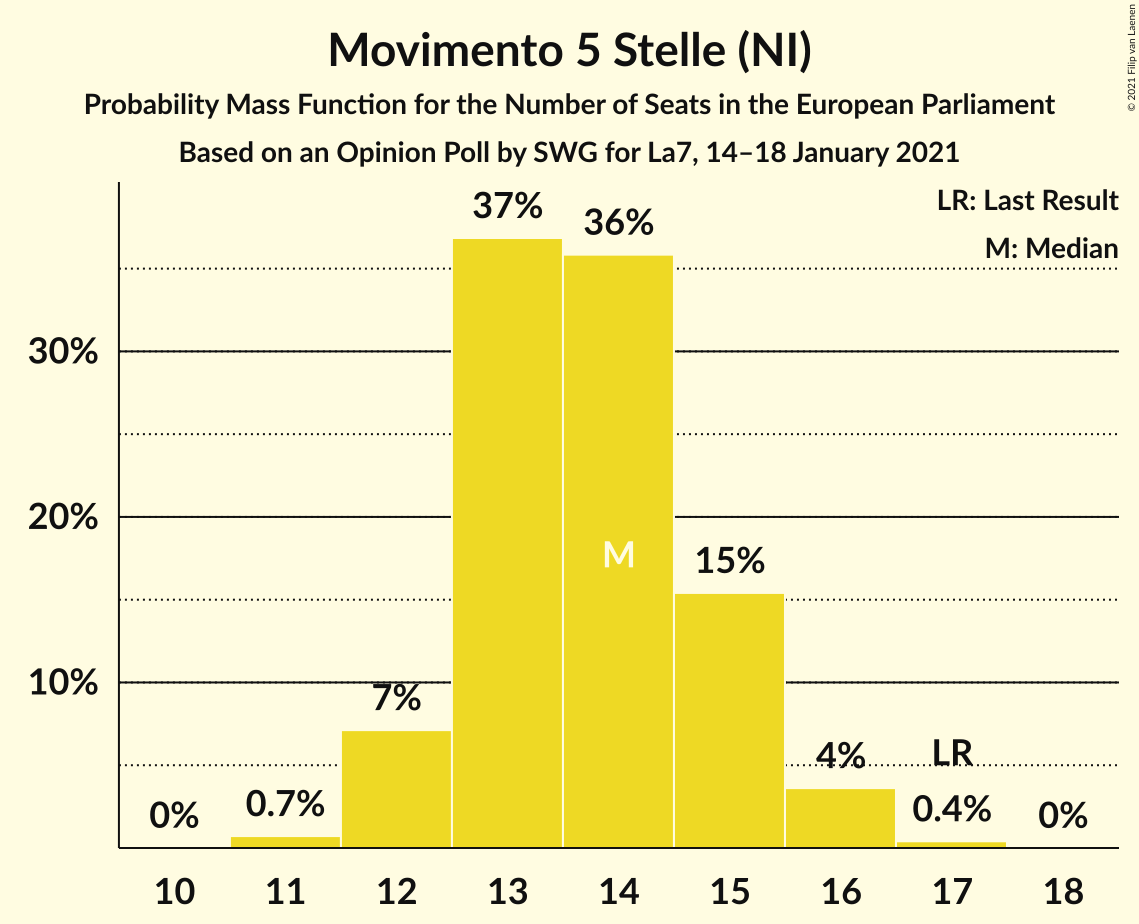 Movimento 5 Stelle (NI)
Probability Mass Function for the Number of Seats in the European Parliament
Based on an Opinion Poll by SWG for La7, 14–18 January 2021
© 2021 Filip van Laenen
LR: Last Result
M: Median
37%
36%
30%
20%
M
15%
10%
7%
4%
LR
0%
0.7%
0.4%
0%
10 11 12 13 14 15 16 17 18